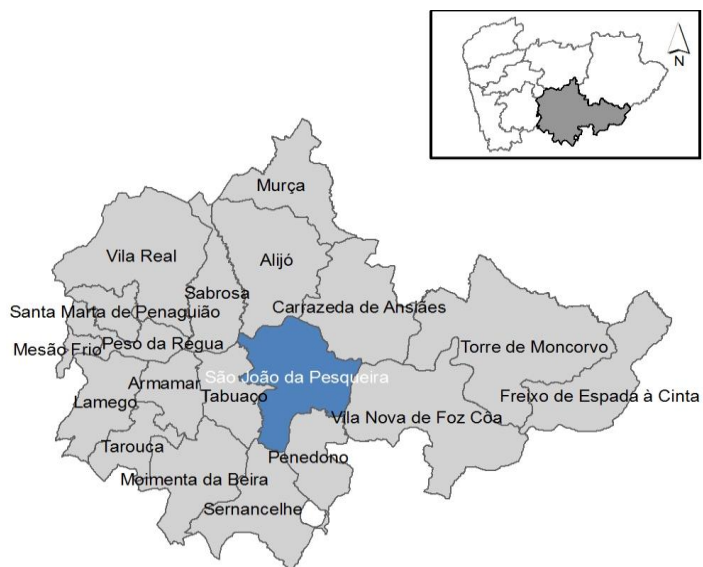 N
Murça
Vila Real
Alijó
Sabrosa
Carrazeda de Ansiães
Santa Marta de Penaguião
Peso da Régua
Mesão Frio
Torre de Moncorvo
São João da Pesqueira
Armamar
Tabuaço
Lamego
Freixo de Espada à Cinta
Vila Nova de Foz Côa
Tarouca
Penedono
Moimenta da Beira
Sernancelhe